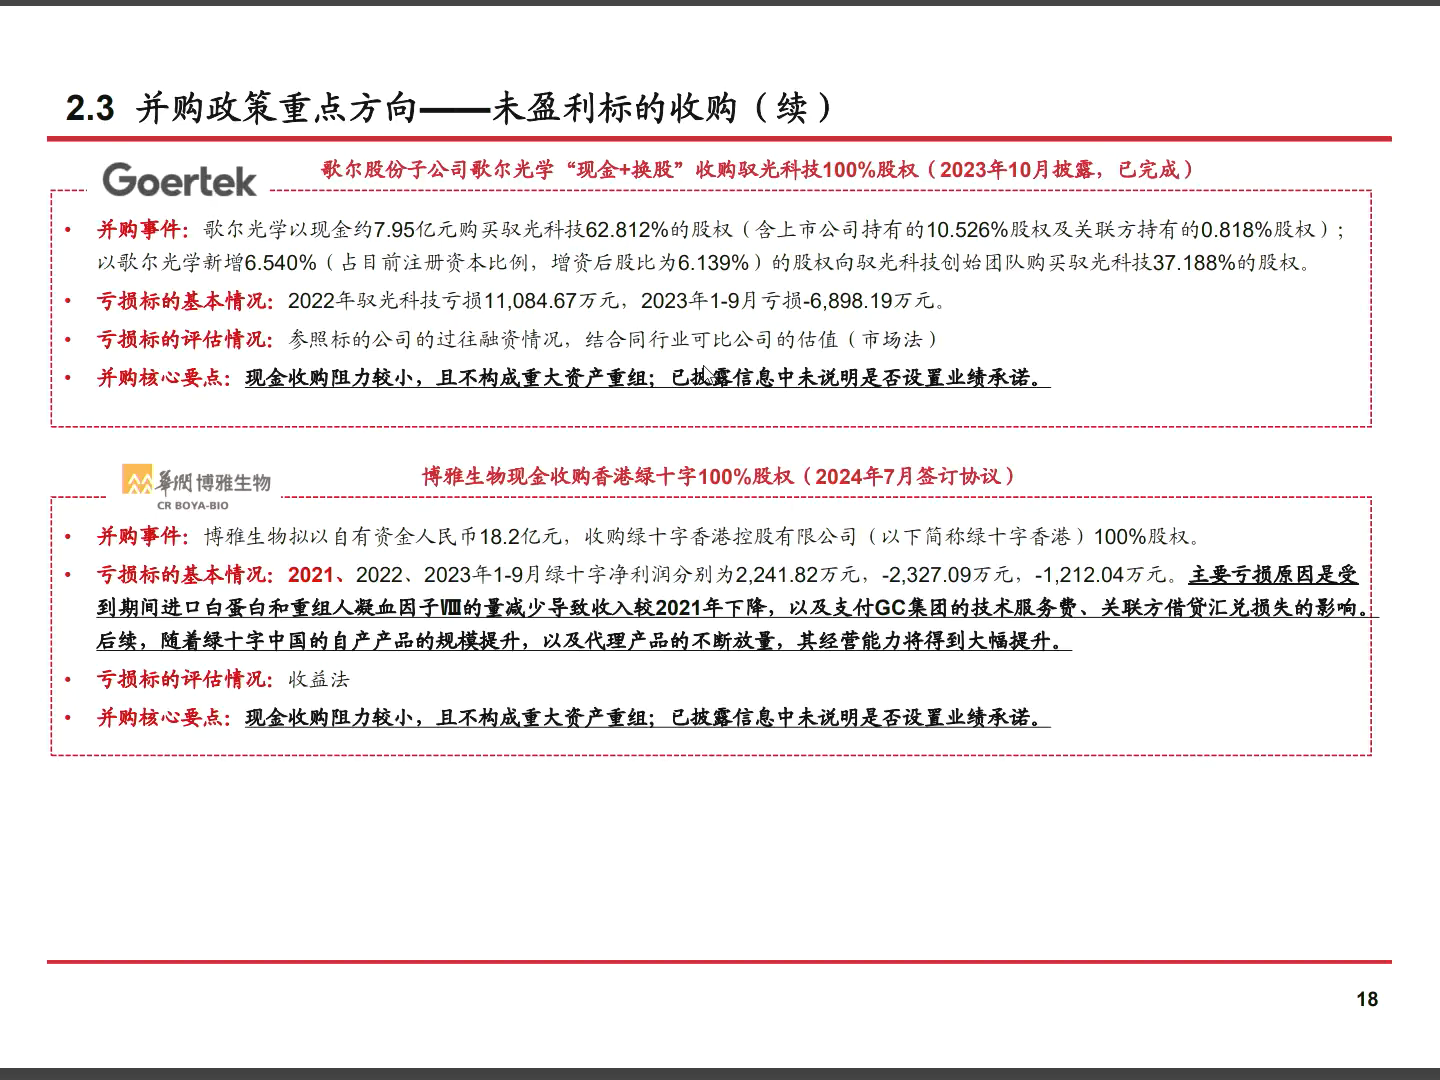 2.3 并购政策重点方向——未盈利标的收购（续）
Goertek
歌尔股份子公司歌尔光学“现金+换股”收购驭光科技100%股权（2023年10月披露，已完成）
• 并购事件：歌尔光学以现金约7.95亿元购买驭光科技62.812%的股权（含上市公司持有的10.526%股权及关联方持有的0.818%股权）；
以歌尔光学新增6.540%（占目前注册资本比例，增资后股比为6.139%）的股权向驭光科技创始团队购买驭光科技37.188%的股权。
• 亏损标的基本情况：2022年驭光科技亏损11,084.67万元，2023年1-9月亏损-6,898.19万元。
• 亏损标的评估情况：参照标的公司的过往融资情况，结合同行业可比公司的估值（市场法）
• 并购核心要点：现金收购阻力较小，且不构成重大资产重组；已披露信息中未说明是否设置业绩承诺。
華潤 博雅生物
CR BOYA-BIO
博雅生物现金收购香港绿十字100%股权（2024年7月签订协议）
• 并购事件：博雅生物拟以自有资金人民币18.2亿元，收购绿十字香港控股有限公司（以下简称绿十字香港）100%股权。
• 亏损标的基本情况：2021、2022、2023年1-9月绿十字净利润分别为2,241.82万元，-2,327.09万元，-1,212.04万元。主要亏损原因是受
到期间进口白蛋白和重组人凝血因子Ⅷ的量减少导致收入较2021年下降，以及支付GC集团的技术服务费、关联方借贷汇兑损失的影响。
后续，随着绿十字中国的自产产品的规模提升，以及代理产品的不断放量，其经营能力将得到大幅提升。
• 亏损标的评估情况：收益法
• 并购核心要点：现金收购阻力较小，且不构成重大资产重组；已披露信息中未说明是否设置业绩承诺。
18